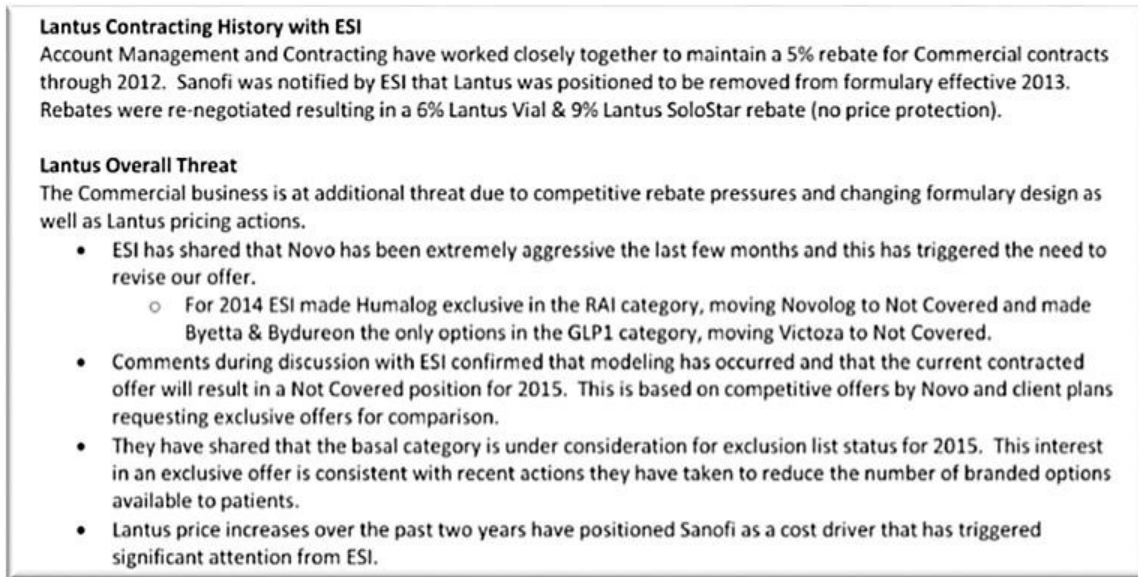 Lantus Contracting History with ESI
Account Management and Contracting have worked closely together to maintain a 5% rebate for Commercial contracts
through 2012.  Sanofi was notified by ESI that Lantus was positioned to be removed from formulary effective 2013.
Rebates were re-negotiated resulting in a 6% Lantus Vial & 9% Lantus SoloStar rebate (no price protection).
Lantus Overall Threat
The Commercial business is at additional threat due to competitive rebate pressures and changing formulary design as
well as Lantus pricing actions.
• ESI has shared that Novo has been extremely aggressive the last few months and this has triggered the need to
revise our offer.
○ For 2014 ESI made Humalog exclusive in the RAI category, moving Novolog to Not Covered and made
Byetta & Bydureon the only options in the GLP1 category, moving Victoza to Not Covered.
• Comments during discussion with ESI confirmed that modeling has occurred and that the current contracted
offer will result in a Not Covered position for 2015.  This is based on competitive offers by Novo and client plans
requesting exclusive offers for comparison.
• They have shared that the basal category is under consideration for exclusion list status for 2015.  This interest
in an exclusive offer is consistent with recent actions they have taken to reduce the number of branded options
available to patients.
• Lantus price increases over the past two years have positioned Sanofi as a cost driver that has triggered
significant attention from ESI.